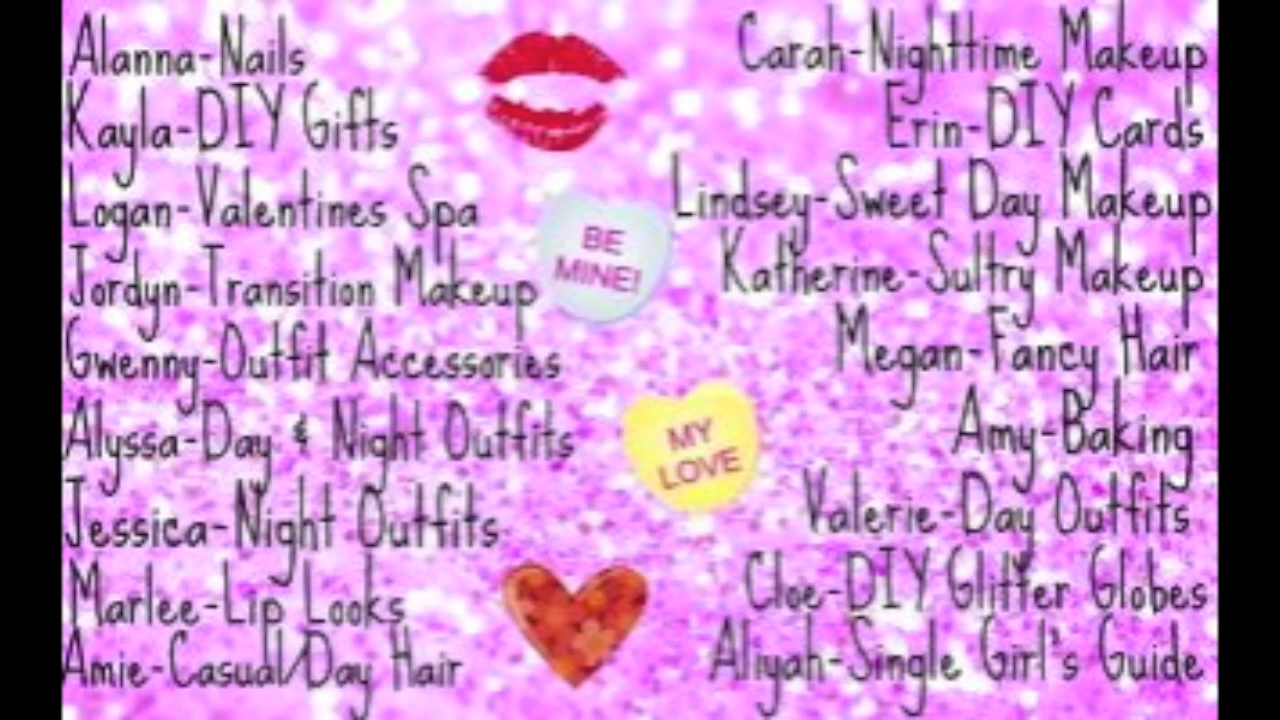 Alanna-Nails
Kayla-DIY Gifts
Logan-Valentines Spa
Jordyn-Transition Makeup
Gwenny-Outfit Accessories
Alyssa-Day & Night Outfits
Jessica-Night Outfits
Marlee-Lip Looks
Amie-Casual/Day Hair
BE
MINE!
MY
LOVE
Carah-Nighttime Makeup
Erin-DIY Cards
Lindsey-Sweet Day Makeup
Katherine-Sultry Makeup
Megan-Fancy Hair
Amy-Baking
Valerie-Day Outfits
Cloe-DIY Glitter Globes
Aliyah-Single Girl's Guide